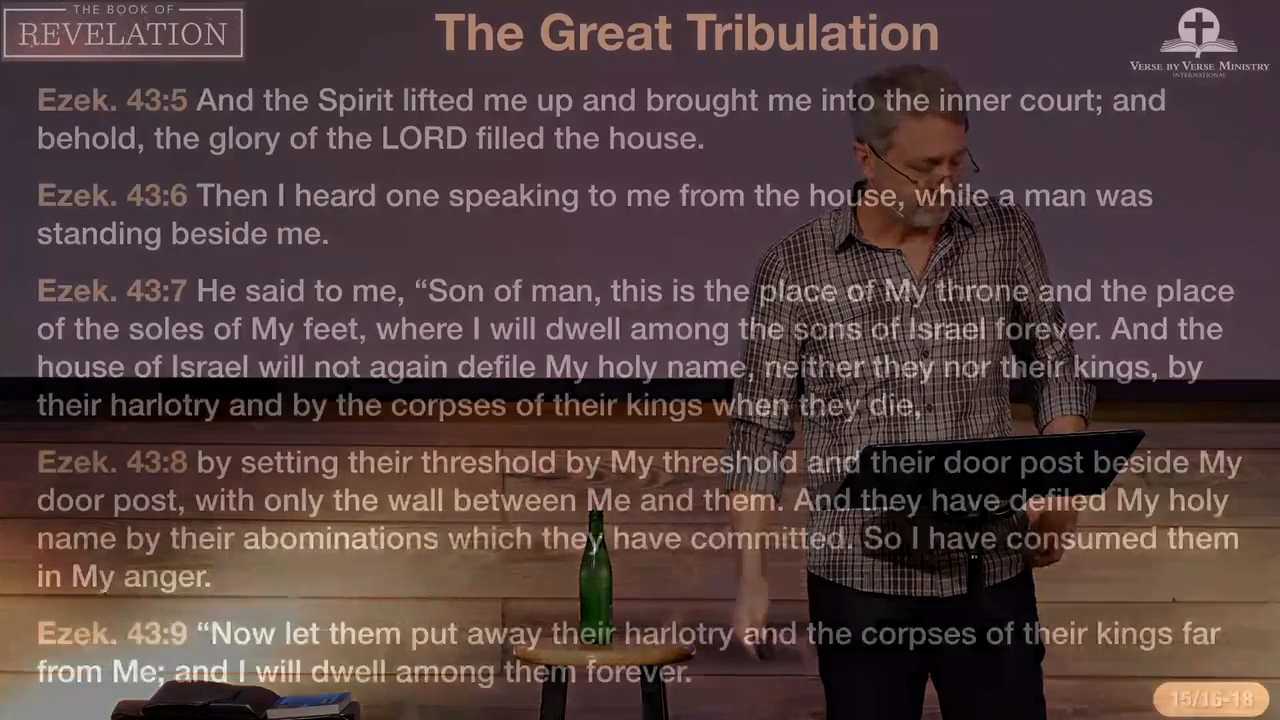 THE BOOK OF
REVELATION
The Great Tribulation
VERSE BY VERSE MINISTRY
INTERNATIONAL
Ezek. 43:5 And the Spirit lifted me up and brought me into the inner court; and
behold, the glory of the LORD filled the house.
Ezek. 43:6 Then I heard one speaking to me from the house, while a man was
standing beside me.
Ezek. 43:7 He said to me, “Son of man, this is the place of My throne and the place
of the soles of My feet, where I will dwell among the sons of Israel forever. And the
house of Israel will not again defile My holy name, neither they nor their kings, by
their harlotry and by the corpses of their kings when they die,
Ezek. 43:8 by setting their threshold by My threshold and their door post beside My
door post, with only the wall between Me and them. And they have defiled My holy
name by their abominations which they have committed. So I have consumed them
in My anger.
Ezek. 43:9 “Now let them put away their harlotry and the corpses of their kings far
from Me; and I will dwell among them forever.
15/16-18